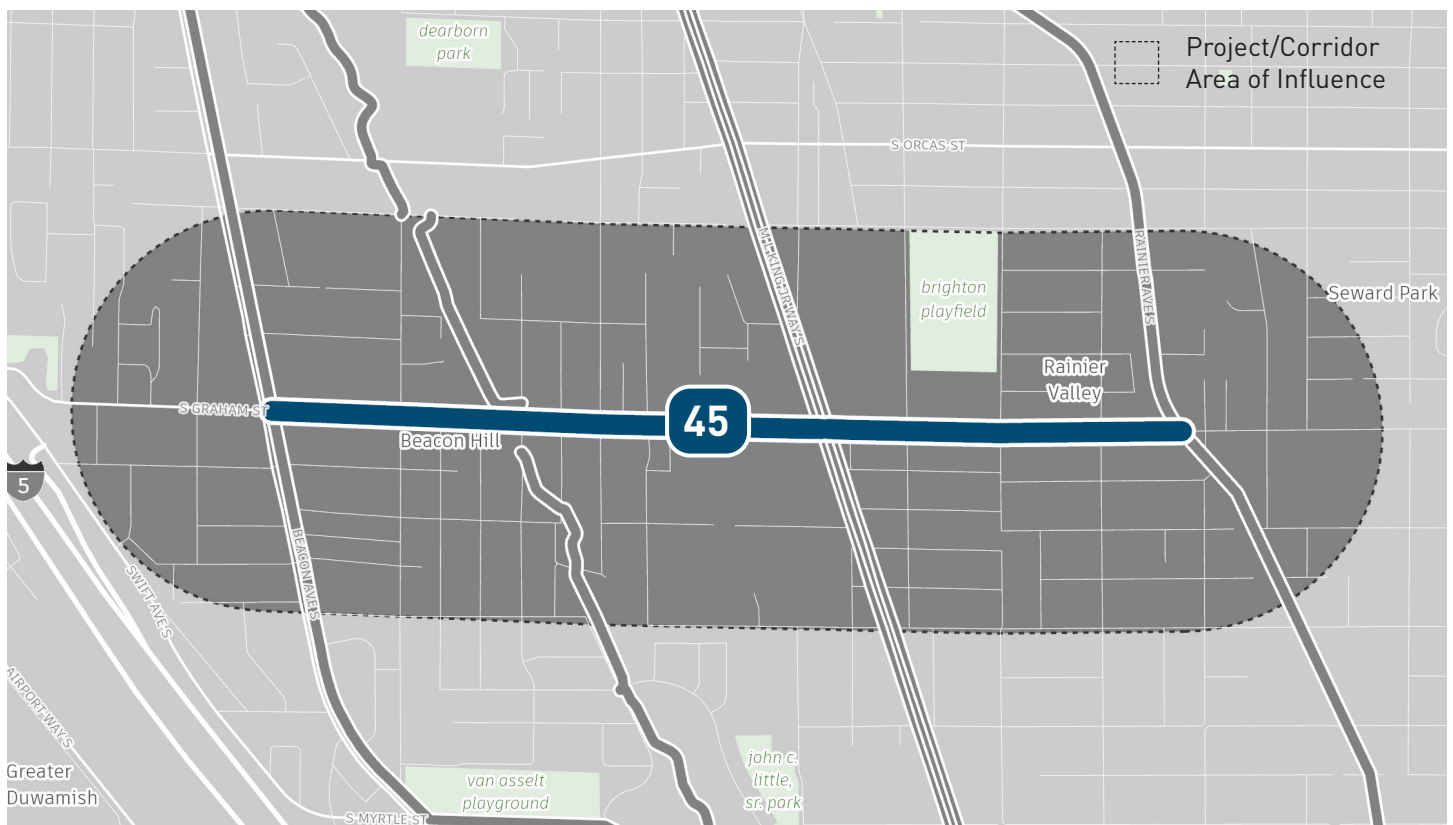 dearborn
park
Project/Corridor
Area of Influence
S ORCAS ST
M L KING JR WAY S
RAINIER AVE S
brighton
playfield
Seward Park
Rainier
Valley
S GRAHAM ST
45
Beacon Hill
5
BEACON AVE S
SWIFT AVE S
AIRPORT WAY S
Greater
Duwamish
van asselt
playground
john c.
little,
sr. park
S MYRTLE ST